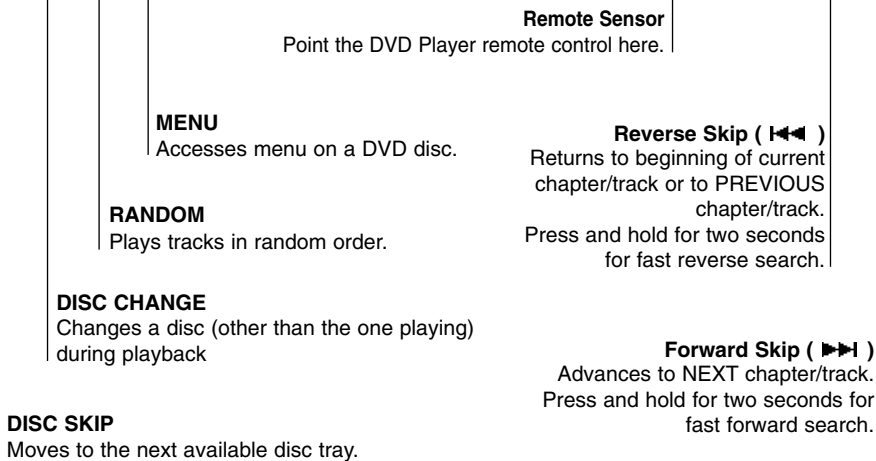 Remote Sensor
Point the DVD Player remote control here.
MENU
Accesses menu on a DVD disc.
Reverse Skip ( ⏮ )
Returns to beginning of current
chapter/track or to PREVIOUS
chapter/track.
Press and hold for two seconds
for fast reverse search.
RANDOM
Plays tracks in random order.
DISC CHANGE
Changes a disc (other than the one playing)
during playback
Forward Skip ( ⏭ )
Advances to NEXT chapter/track.
Press and hold for two seconds for
fast forward search.
DISC SKIP
Moves to the next available disc tray.